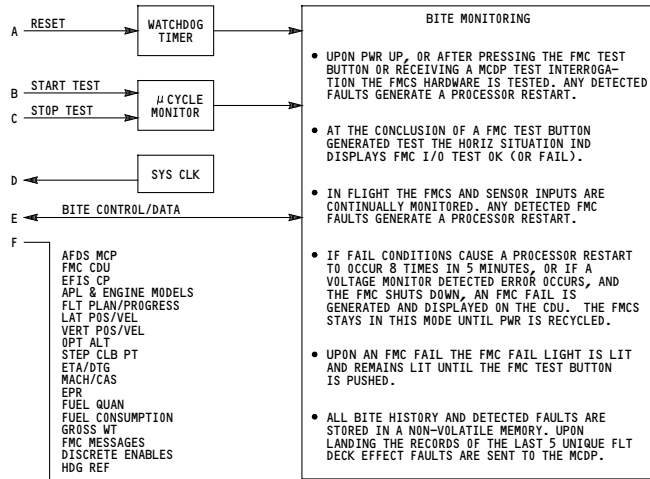 A RESET
WATCHDOG
TIMER
B START TEST
C STOP TEST
μ CYCLE
MONITOR
D
SYS CLK
E BITE CONTROL/DATA
F
AFDS MCP
FMC CDU
EFIS CP
APL & ENGINE MODELS
FLT PLAN/PROGRESS
LAT POS/VEL
VERT POS/VEL
OPT ALT
STEP CLB PT
ETA/DTG
MACH/CAS
EPR
FUEL QUAN
FUEL CONSUMPTION
GROSS WT
FMC MESSAGES
DISCRETE ENABLES
HDG REF
BITE MONITORING
• UPON PWR UP, OR AFTER PRESSING THE FMC TEST
BUTTON OR RECEIVING A MCDP TEST INTERROGA-
TION THE FMCS HARDWARE IS TESTED. ANY DETECTED
FAULTS GENERATE A PROCESSOR RESTART.
• AT THE CONCLUSION OF A FMC TEST BUTTON
GENERATED TEST THE HORIZ SITUATION IND
DISPLAYS FMC I/O TEST OK (OR FAIL).
• IN FLIGHT THE FMCS AND SENSOR INPUTS ARE
CONTINUALLY MONITORED. ANY DETECTED FMC
FAULTS GENERATE A PROCESSOR RESTART.
• IF FAIL CONDITIONS CAUSE A PROCESSOR RESTART
TO OCCUR 8 TIMES IN 5 MINUTES, OR IF A
VOLTAGE MONITOR DETECTED ERROR OCCURS, AND
THE FMC SHUTS DOWN, AN FMC FAIL IS
GENERATED AND DISPLAYED ON THE CDU. THE FMCS
STAYS IN THIS MODE UNTIL PWR IS RECYCLED.
• UPON AN FMC FAIL THE FMC FAIL LIGHT IS LIT
AND REMAINS LIT UNTIL THE FMC TEST BUTTON
IS PUSHED.
• ALL BITE HISTORY AND DETECTED FAULTS ARE
STORED IN A NON-VOLATILE MEMORY. UPON
LANDING THE RECORDS OF THE LAST 5 UNIQUE FLT
DECK EFFECT FAULTS ARE SENT TO THE MCDP.